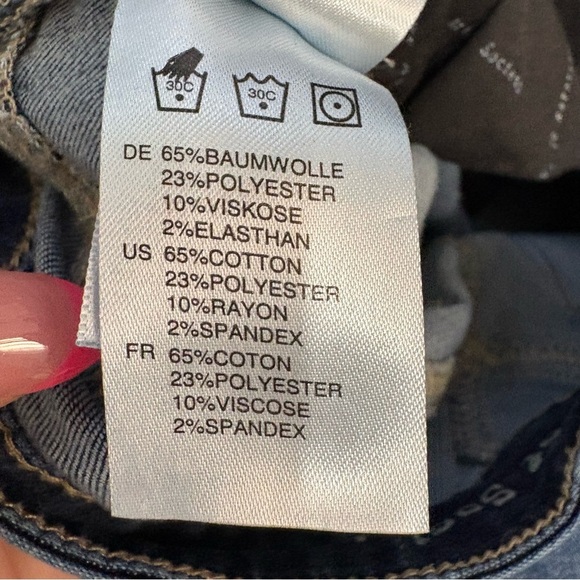 30C 30C
DE 65%BAUMWOLLE
23%POLYESTER
10%VISKOSE
2%ELASTHAN
US 65%COTTON
23%POLYESTER
10%RAYON
2%SPANDEX
FR 65%COTON
23%POLYESTER
10%VISCOSE
2%SPANDEX